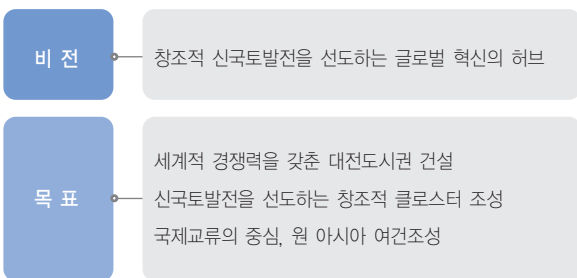 비 전
창조적 신국토발전을 선도하는 글로벌 혁신의 허브
목 표
세계적 경쟁력을 갖춘 대전도시권 건설
신국토발전을 선도하는 창조적 클로스터 조성
국제교류의 중심, 원 아시아 여건조성